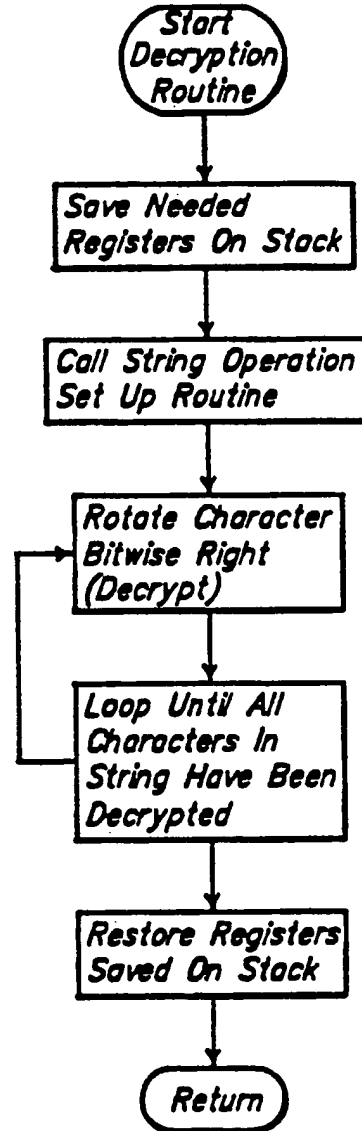 Start
Decryption
Routine
Save Needed
Registers On Stack
Call String Operation
Set Up Routine
Rotate Character
Bitwise Right
(Decrypt)
Loop Until All
Characters In
String Have Been
Decrypted
Restore Registers
Saved On Stack
Return